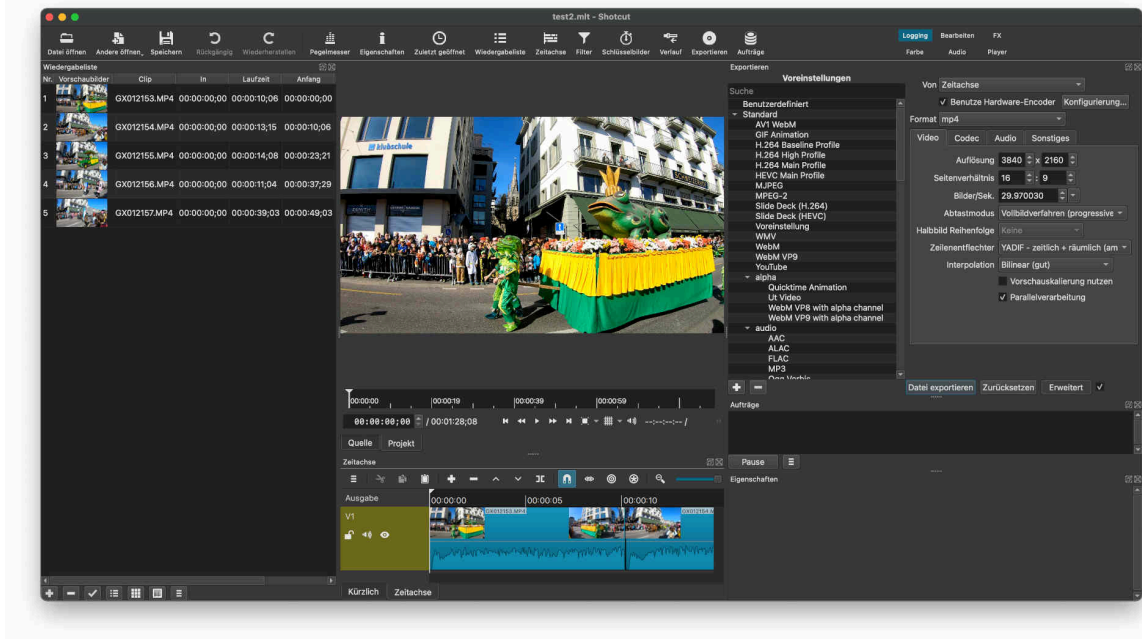 test2.mlt - Shotcut
Datei öffnen Andere öffnen_ Speichern Rückgängig Wiederherstellen Pegelmesser Eigenschaften Zuletzt geöffnet Wiedergabeliste Zeitachse Filter Schlüsselbilder Verlauf Exportieren Aufträge
Logging Bearbeiten FX
Farbe Audio Player
Wiedergabeliste
Nr. Vorschaubilder Clip In Laufzeit Anfang
1 GX012153.MP4 00:00:00;00 00:00:10;06 00:00:00;00
2 GX012154.MP4 00:00:00;00 00:00:13;15 00:00:10;06
3 GX012155.MP4 00:00:00;00 00:00:14;08 00:00:23;21
4 GX012156.MP4 00:00:00;00 00:00:11;04 00:00:37;29
5 GX012157.MP4 00:00:00;00 00:00:39;03 00:00:49;03
klubschule
00:00:00 00:00:19 00:00:39 00:00:59
00:00:00;00 / 00:01:28;08 --:--:--:-- /
Quelle Projekt
Zeitachse
Ausgabe 00:00:00 00:00:05 00:00:10
V1 GX012153.MP4 GX012154.M
Kürzlich Zeitachse
Exportieren
Voreinstellungen
Suche
Benutzerdefiniert
Standard
AV1 WebM
GIF Animation
H.264 Baseline Profile
H.264 High Profile
H.264 Main Profile
HEVC Main Profile
MJPEG
MPEG-2
Slide Deck (H.264)
Slide Deck (HEVC)
Voreinstellung
WMV
WebM
WebM VP9
YouTube
alpha
Quicktime Animation
Ut Video
WebM VP8 with alpha channel
WebM VP9 with alpha channel
audio
AAC
ALAC
FLAC
MP3
Ogg Vorbis
Von Zeitachse
Benutze Hardware-Encoder Konfigurierung...
Format mp4
Video Codec Audio Sonstiges
Auflösung 3840 x 2160
Seitenverhältnis 16 : 9
Bilder/Sek. 29.970030
Abtastmodus Vollbildverfahren (progressive
Halbbild Reihenfolge Keine
Zeilenentflechter YADIF - zeitlich + räumlich (am
Interpolation Bilinear (gut)
Vorschauskalierung nutzen
Parallelverarbeitung
Datei exportieren Zurücksetzen Erweitert
Aufträge
Pause
Eigenschaften